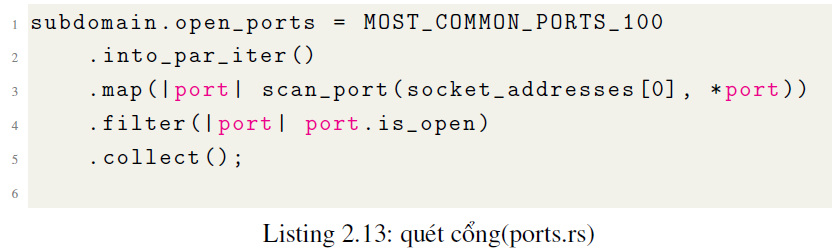 1 subdomain.open_ports = MOST_COMMON_PORTS_100
2 .into_par_iter()
3 .map(|port| scan_port(socket_addresses[0], *port))
4 .filter(|port| port.is_open)
5 .collect();
6
Listing 2.13: quét cổng(ports.rs)